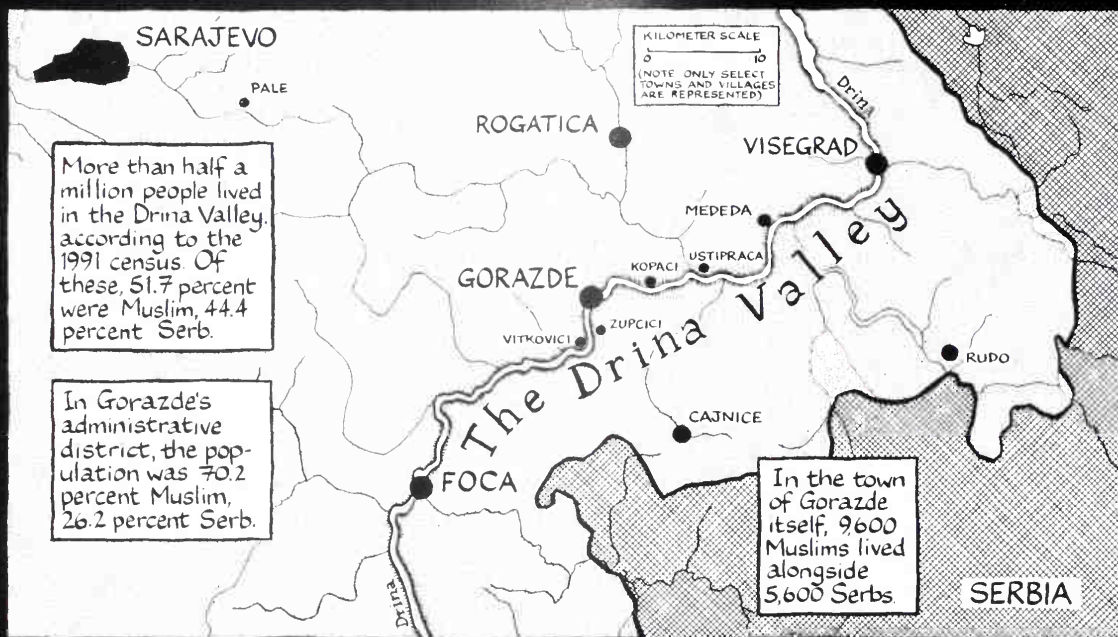 SARAJEVO
PALE
KILOMETER SCALE
0 10
(NOTE ONLY SELECT
TOWNS AND VILLAGES
ARE REPRESENTED)
Drina
ROGATICA
VISEGRAD
More than half a
million people lived
in the Drina Valley,
according to the
1991 census. Of
these, 51.7 percent
were Muslim, 44.4
percent Serb.
MEDEDA
USTIPRACA
KOPACI
GORAZDE
ZUPCICI
VITKOVICI
The Drina Valley
RUDO
In Gorazde's
administrative
district, the pop-
ulation was 70.2
percent Muslim,
26.2 percent Serb.
CAJNICE
FOCA
In the town
of Gorazde
itself, 9,600
Muslims lived
alongside
5,600 Serbs.
SERBIA
Drina